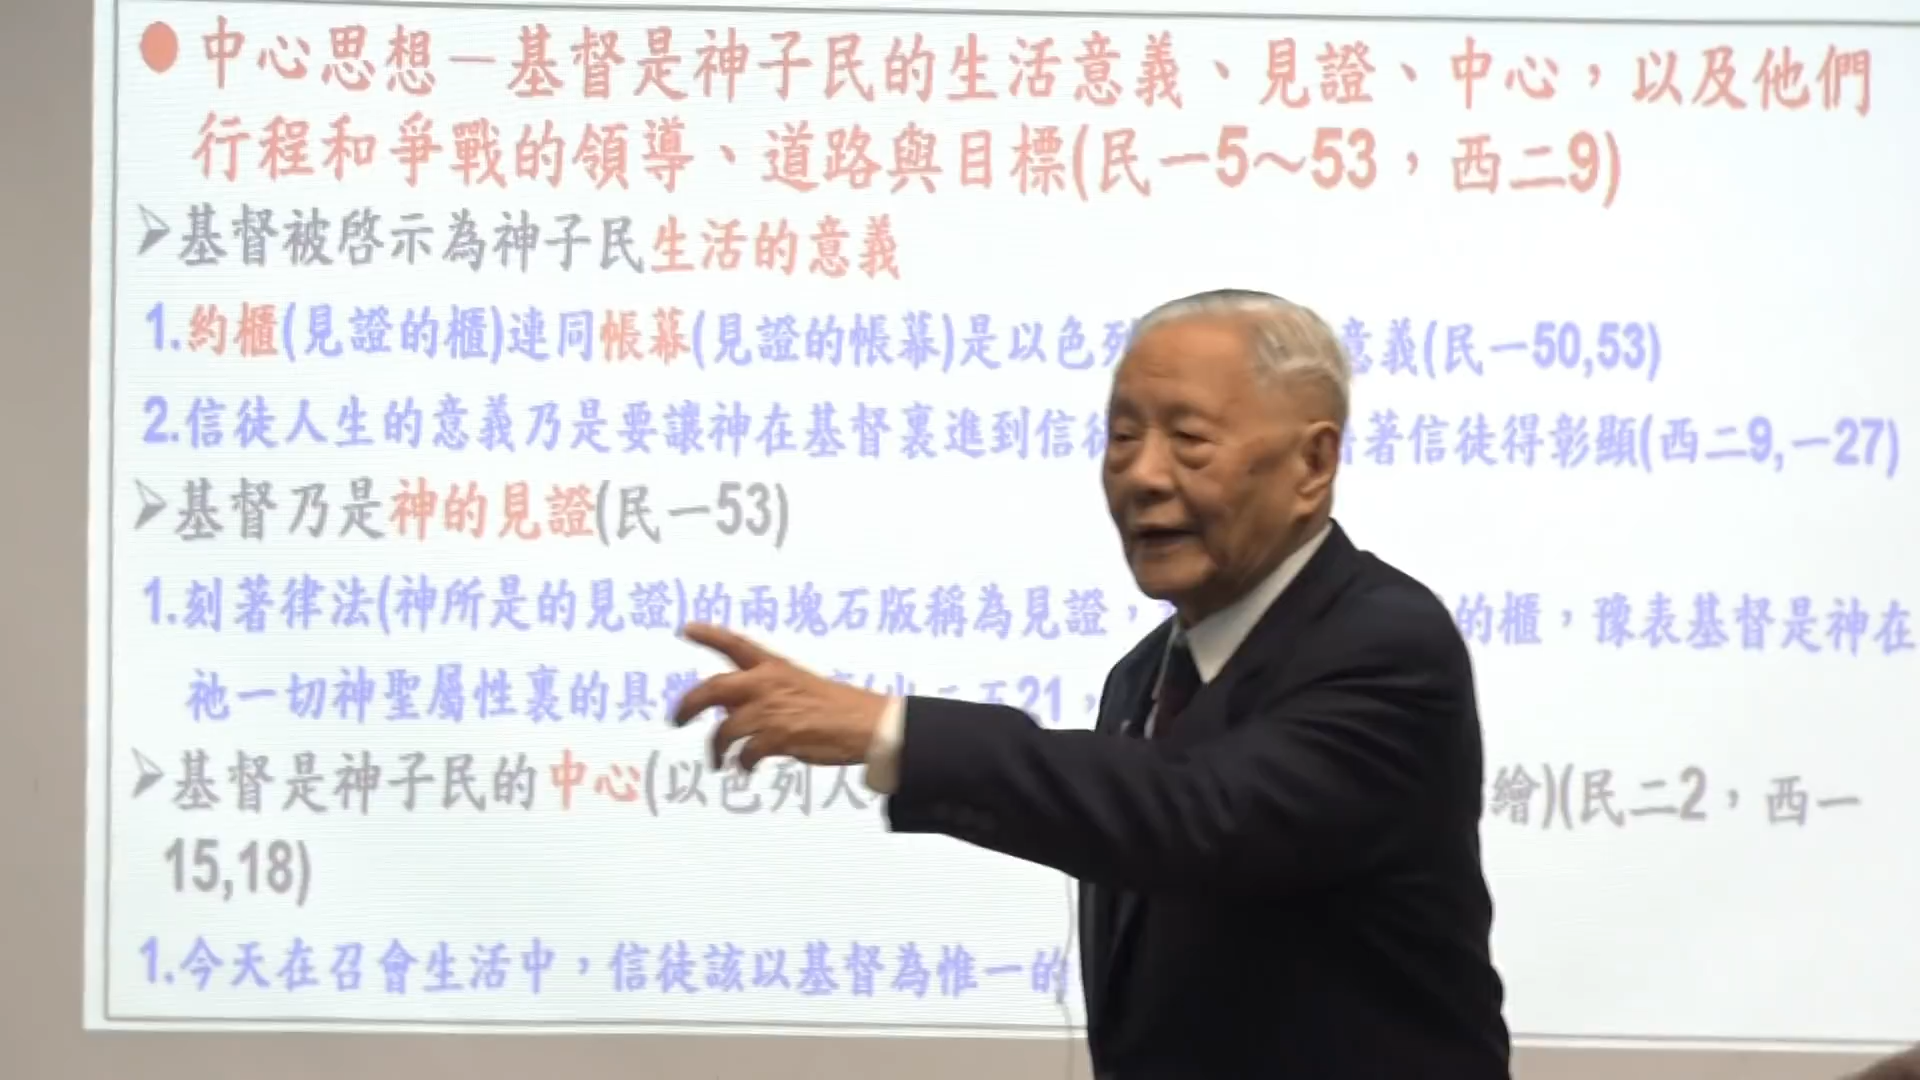 ●中心思想－基督是神子民的生活意義、見證、中心，以及他們
行程和爭戰的領導、道路與目標(民一5～53，西二9)
➢基督被啓示為神子民生活的意義
1.約櫃(見證的櫃)連同帳幕(見證的帳幕)是以色列 意義(民一50,53)
2.信徒人生的意義乃是要讓神在基督裏進到信徒 著信徒得彰顯(西二9,一27)
➢基督乃是神的見證(民一53)
1.刻著律法(神所是的見證)的兩塊石版稱為見證， 的櫃，豫表基督是神在
祂一切神聖屬性裏的具體 21，
➢基督是神子民的中心(以色列人 繪)(民二2，西一
15,18)
1.今天在召會生活中，信徒該以基督為惟一的